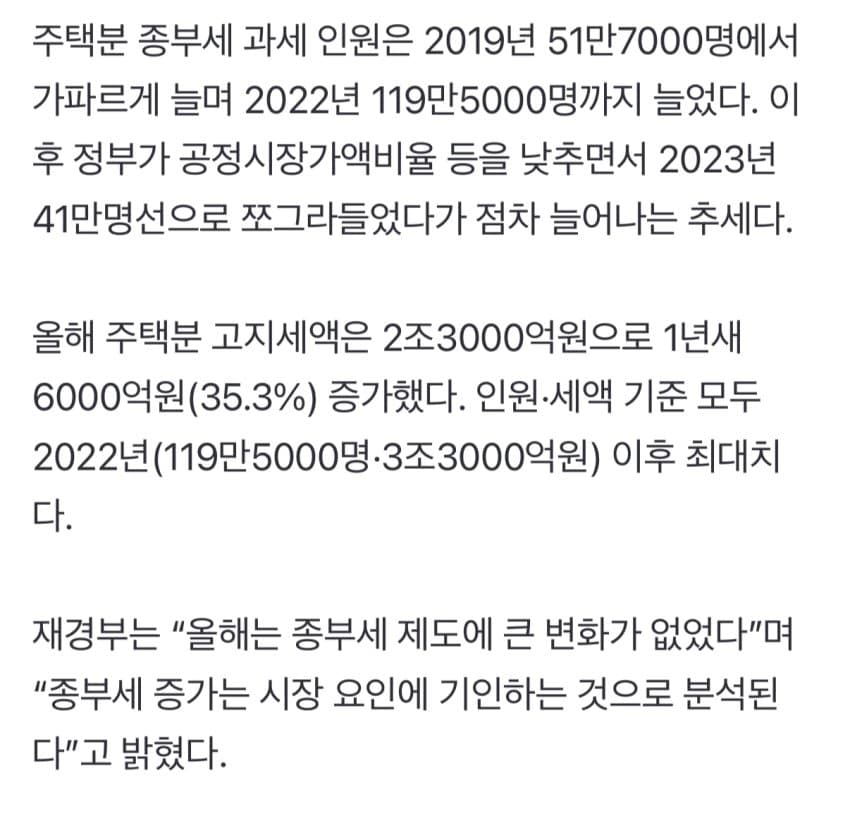 주택분 종부세 과세 인원은 2019년 51만7000명에서
가파르게 늘며 2022년 119만5000명까지 늘었다. 이
후 정부가 공정시장가액비율 등을 낮추면서 2023년
41만명선으로 쪼그라들었다가 점차 늘어나는 추세다.
올해 주택분 고지세액은 2조3000억원으로 1년새
6000억원(35.3%) 증가했다. 인원·세액 기준 모두
2022년(119만5000명·3조3000억원) 이후 최대치
다.
재경부는 “올해는 종부세 제도에 큰 변화가 없었다”며
“종부세 증가는 시장 요인에 기인하는 것으로 분석된
다”고 밝혔다.